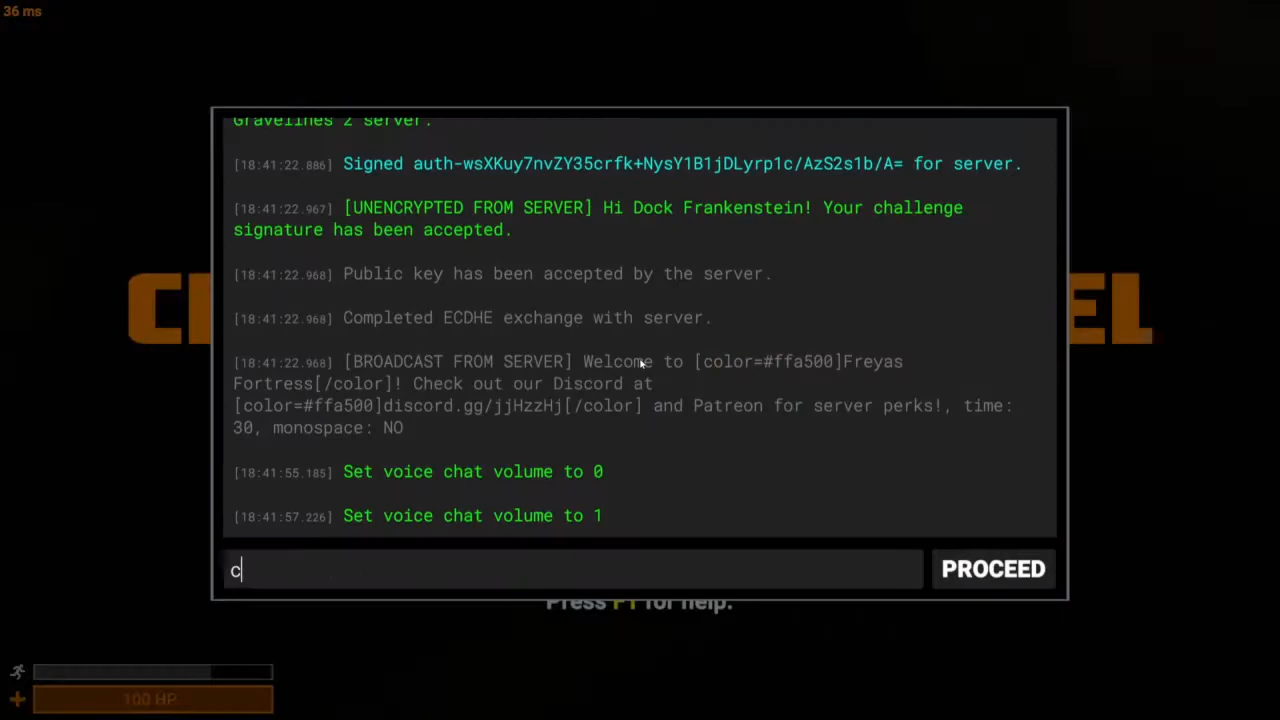 36 ms
Gravelines 2 server.
[18:41:22.886] Signed auth-wsXKuy7nvZY35crfk+NysY1B1jDLyrp1c/AzS2s1b/A= for server.
[18:41:22.967] [UNENCRYPTED FROM SERVER] Hi Dock Frankenstein! Your challenge
signature has been accepted.
[18:41:22.968] Public key has been accepted by the server.
[18:41:22.968] Completed ECDHE exchange with server.
[18:41:22.968] [BROADCAST FROM SERVER] Welcome to [color=#ffa500]Freyas
Fortress[/color]! Check out our Discord at
[color=#ffa500]discord.gg/jjHzzHj[/color] and Patreon for server perks!, time:
30, monospace: NO
[18:41:55.185] Set voice chat volume to 0
[18:41:57.226] Set voice chat volume to 1
c
PROCEED
Press F1 for help.
100 HP